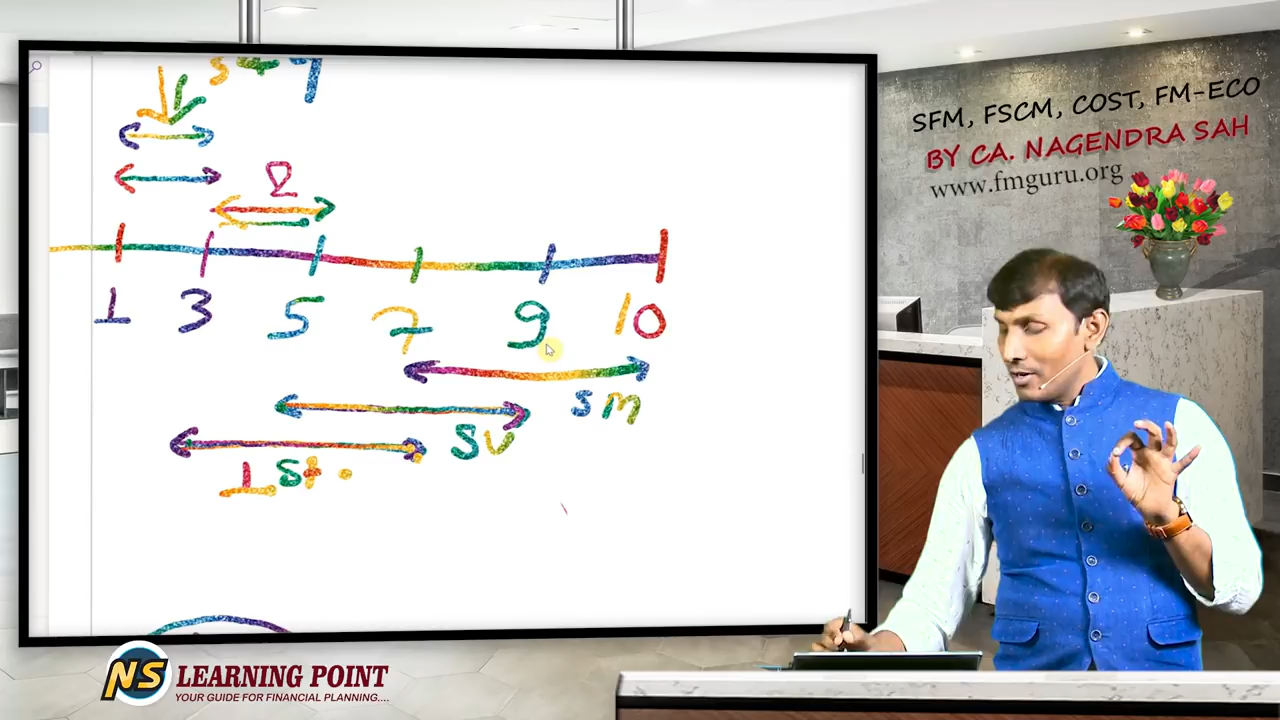 2
1 3 5 7 9 10
SM
SV
1st.
SFM, FSCM, COST, FM-ECO
BY CA. NAGENDRA SAH
www.fmguru.org
NS LEARNING POINT
YOUR GUIDE FOR FINANCIAL PLANNING....